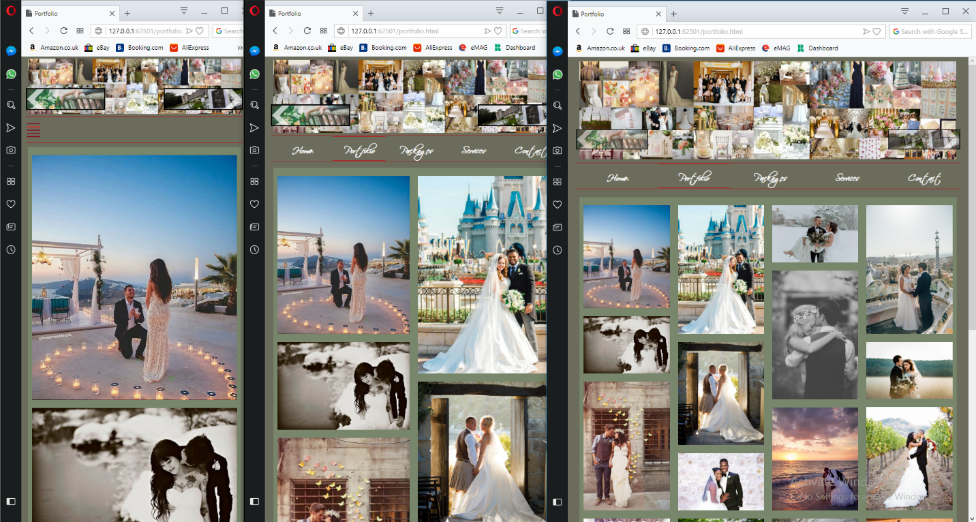 Portfolio
127.0.0.1:62501/portfolio
Searc
Amazon.co.uk eBay Booking.com AliExpress
Portfolio
127.0.0.1:62501/portfolio.html
Search w
Amazon.co.uk eBay Booking.com AliExpress eMAG Dashboard
Home Portfolio Packages Services Contact
Portfolio
127.0.0.1:62501/portfolio.html
Search with Google S...
Amazon.co.uk eBay Booking.com AliExpress eMAG Dashboard
Home Portfolio Packages Services Contact